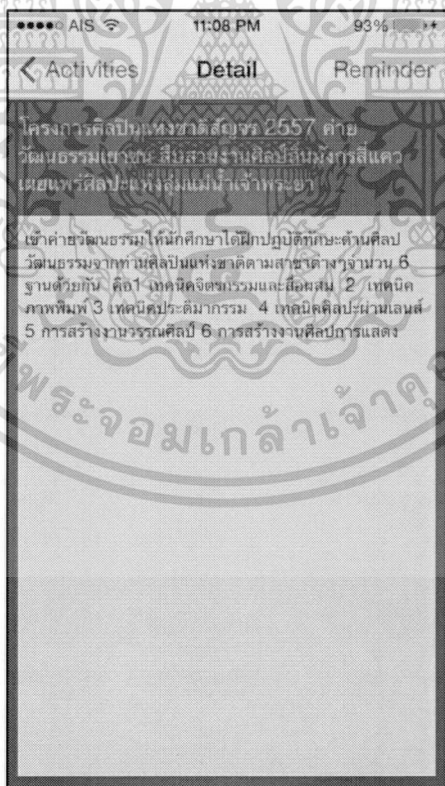 AIS 11:08 PM 93%
Activities Detail Reminder
โครงการศิลปินแห่งชาติสัญจร 2557 ค่าย
วัฒนธรรมเยาวชน สืบสานงานศิลป์ถิ่นมังกรสี่แคว
เผยแพร่ศิลปะแห่งลุ่มแม่น้ำเจ้าพระยา
เข้าค่ายวัฒนธรรมให้นักศึกษาได้ฝึกปฏิบัติทักษะด้านศิลป
วัฒนธรรมจากท่านศิลปินแห่งชาติตามสาขาต่างๆจำนวน 6
ฐานด้วยกัน คือ1 เทคนิคจิตรกรรมและสื่อผสม 2 เทคนิค
ภาพพิมพ์ 3 เทคนิคประติมากรรม 4 เทคนิคศิลปะผ่านเลนส์
5 การสร้างงานวรรณศิลป์ 6 การสร้างงานศิลปการแสดง
พระจอมเกล้าเจ้าคุ